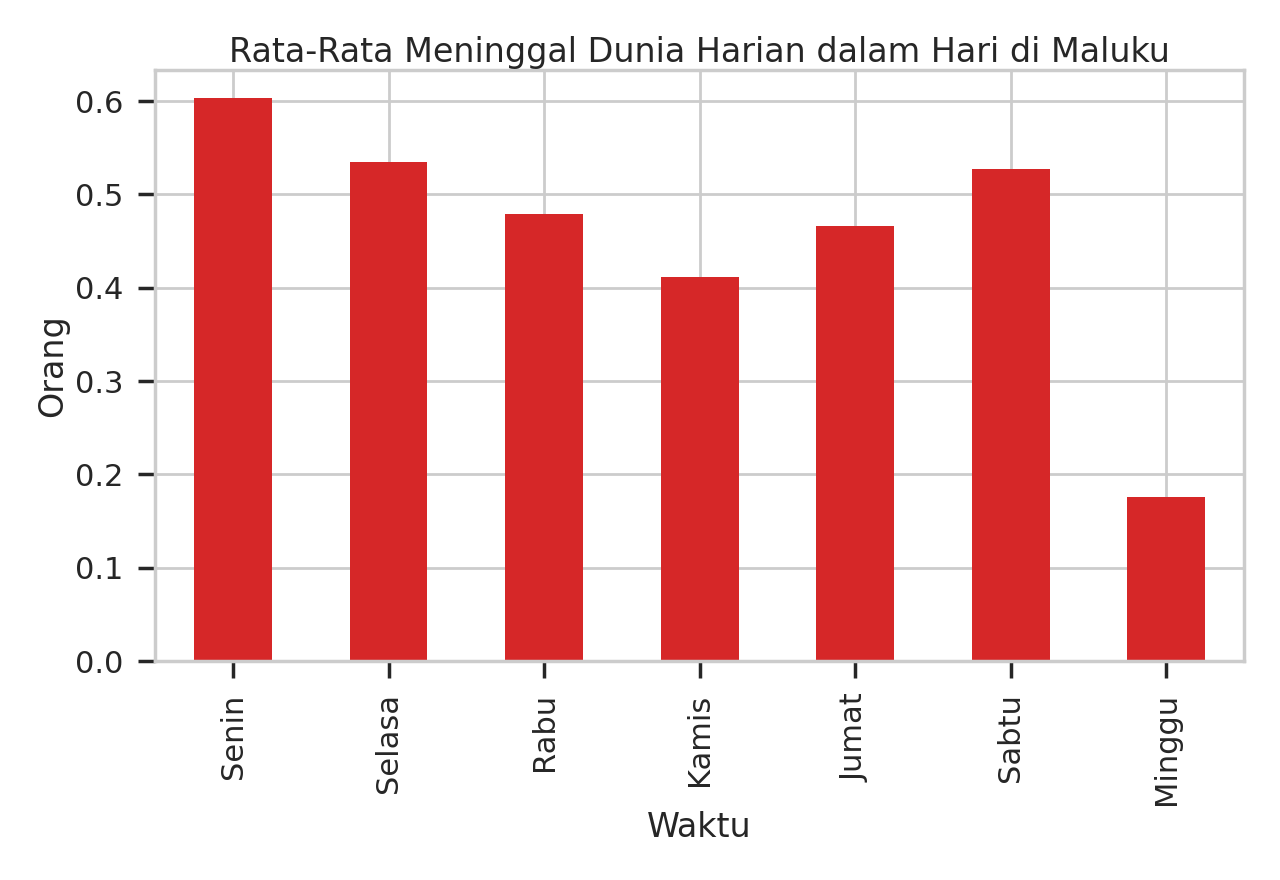 Rata-Rata Meninggal Dunia Harian dalam Hari di Maluku
0.6
0.5
0.4
0.3
0.2
0.1
0.0
Orang
Senin
Selasa
Rabu
Kamis
Jumat
Sabtu
Minggu
Waktu